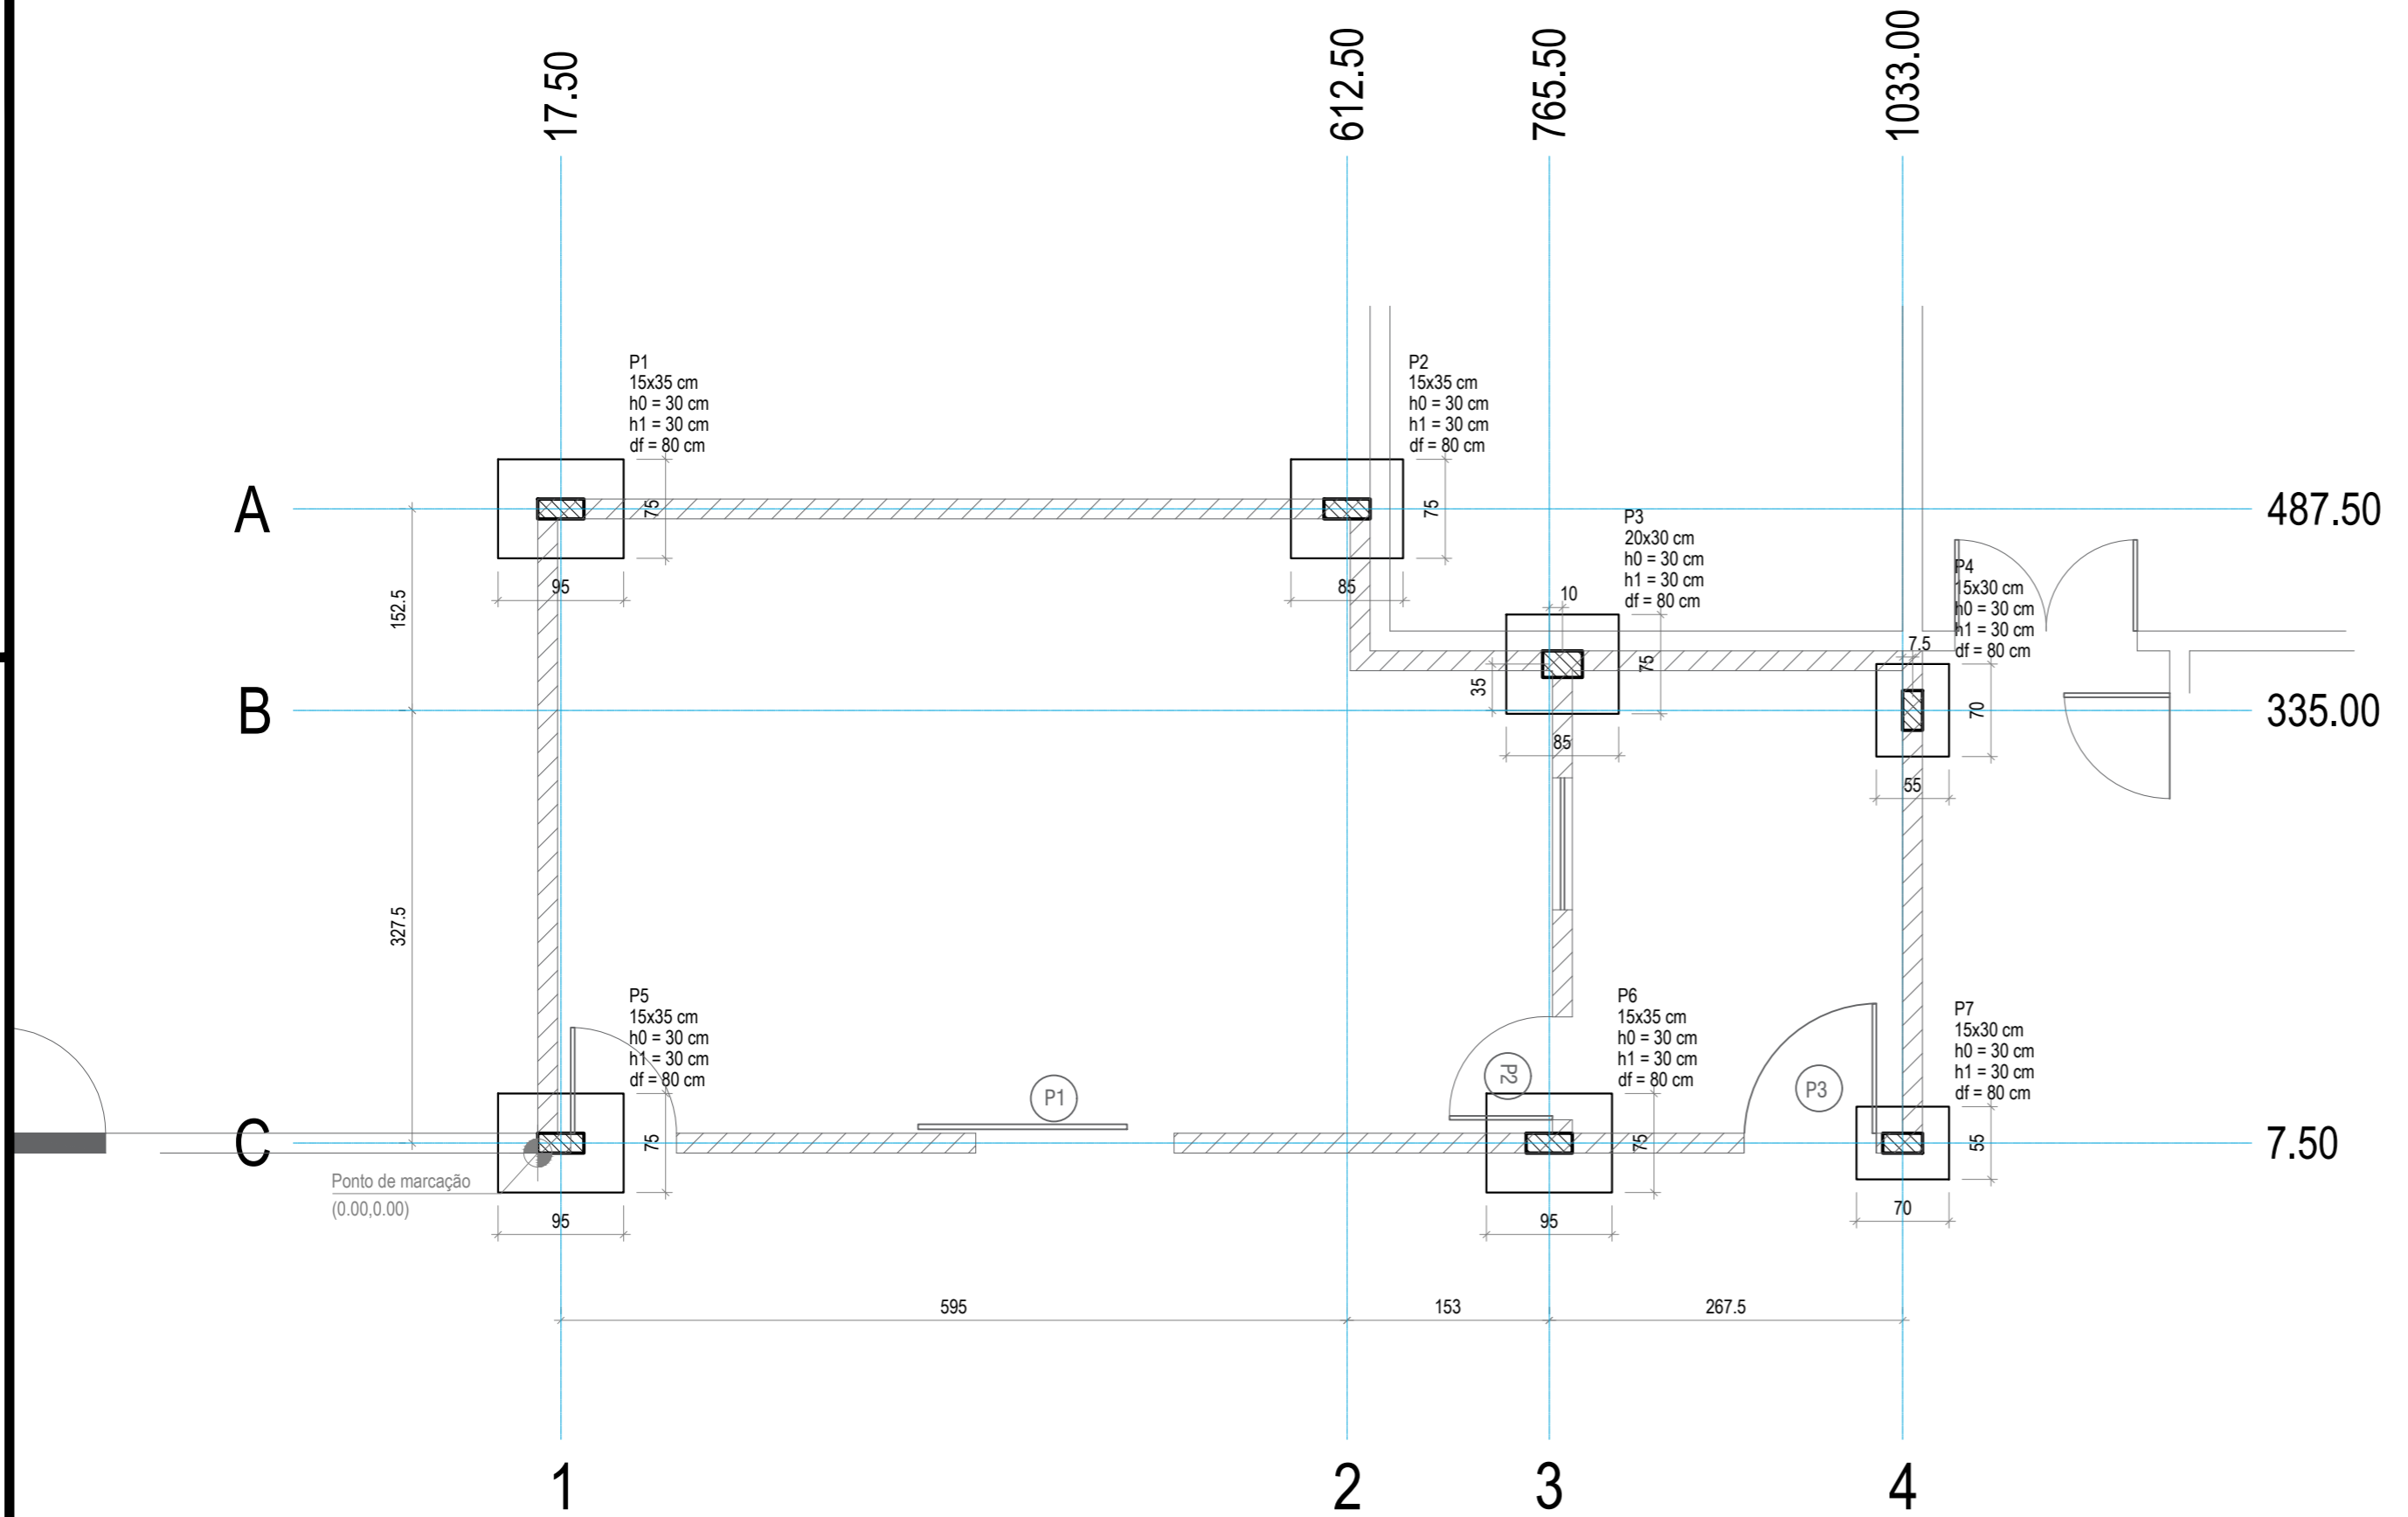 17.50
612.50
765.50
1033.00
P1
15x35 cm
h0 = 30 cm
h1 = 30 cm
df = 80 cm
P2
15x35 cm
h0 = 30 cm
h1 = 30 cm
df = 80 cm
A
75
75
487.50
P3
20x30 cm
h0 = 30 cm
h1 = 30 cm
df = 80 cm
P4
15x30 cm
h0 = 30 cm
h1 = 30 cm
df = 80 cm
95
85
10
152.5
7.5
75
35
B
70
335.00
85
55
327.5
P5
15x35 cm
h0 = 30 cm
h1 = 30 cm
df = 80 cm
P6
15x35 cm
h0 = 30 cm
h1 = 30 cm
df = 80 cm
P7
15x30 cm
h0 = 30 cm
h1 = 30 cm
df = 80 cm
P1
P2
P3
C
75
75
55
7.50
Ponto de marcação
(0.00,0.00)
95
95
70
595
153
267.5
1
2
3
4